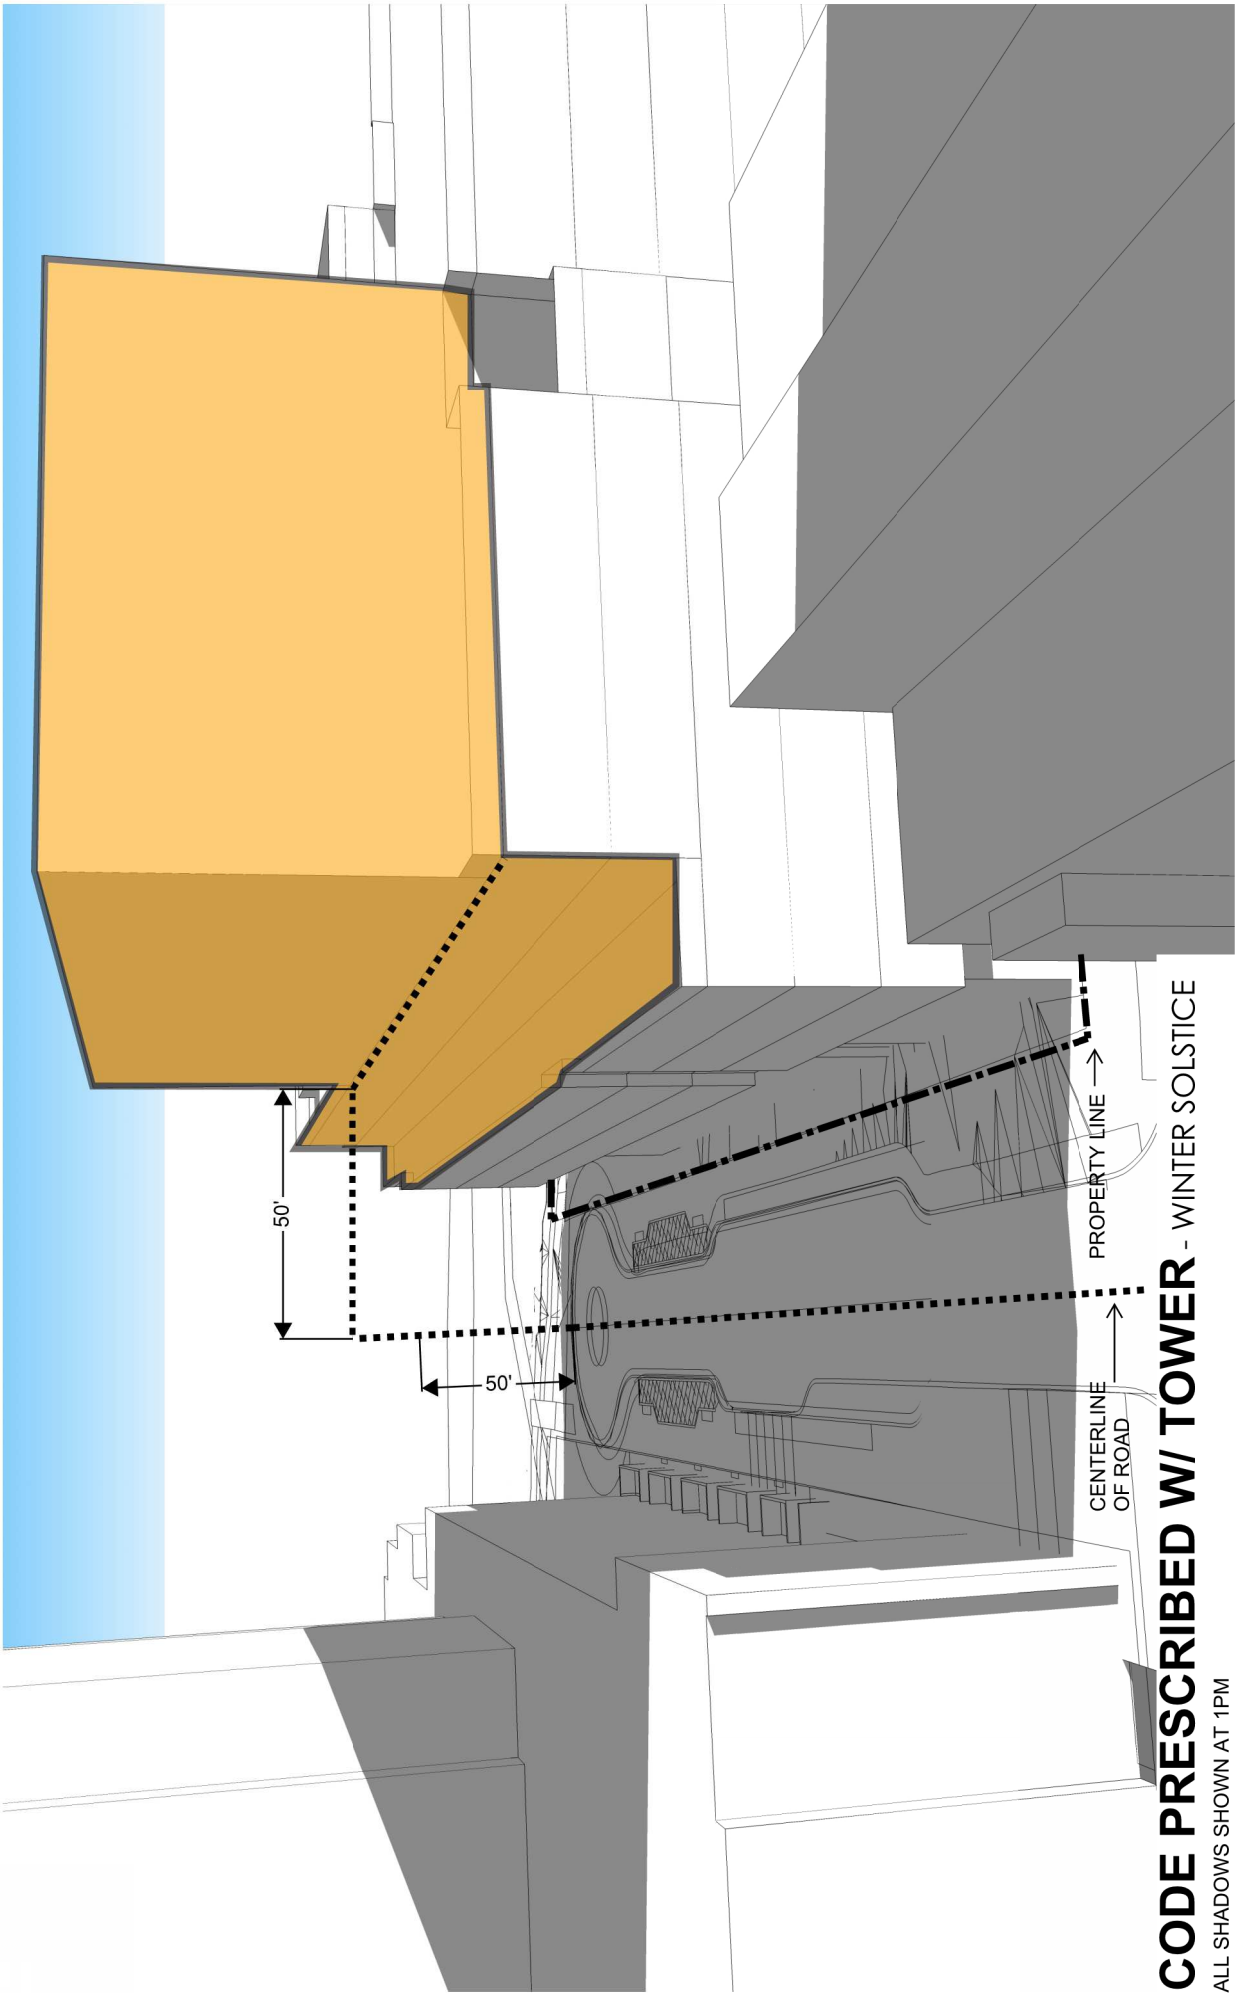 50'
50'
CENTERLINE
OF ROAD
PROPERTY LINE
CODE PRESCRIBED W/ TOWER - WINTER SOLSTICE
ALL SHADOWS SHOWN AT 1PM